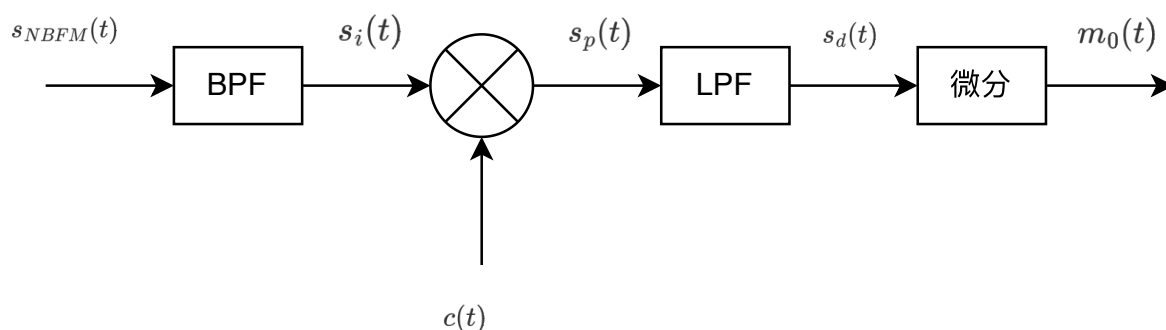 s_{NBFM}(t)
s_i(t)
s_p(t)
s_d(t)
m_0(t)
BPF
LPF
微分
c(t)